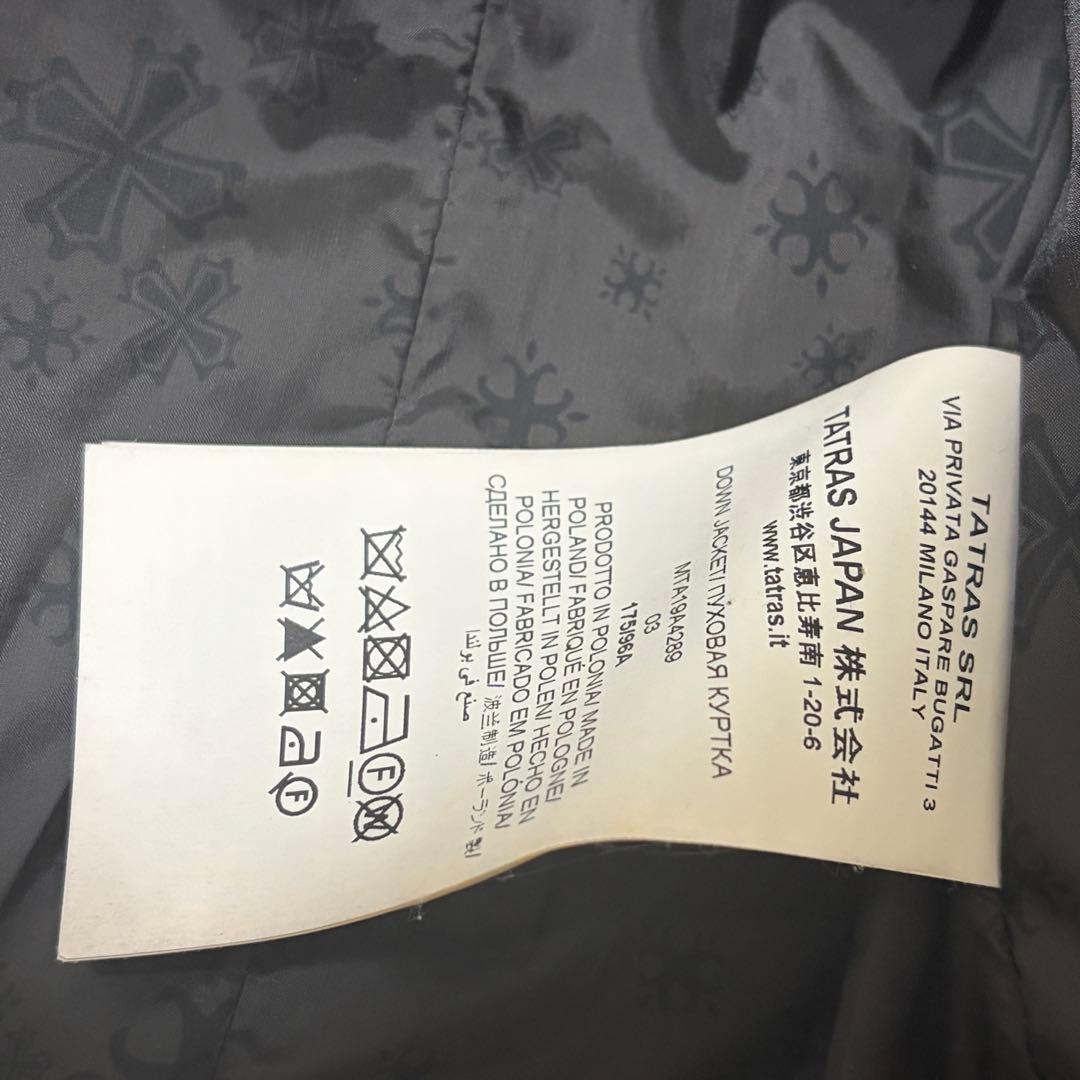 TATRAS SRL
VIA PRIVATA GASPARE BUGATTI 3
20144 MILANO ITALY
TATRAS JAPAN 株式会社
東京都渋谷区恵比寿南 1-20-6
www.tatras.it
DOWN JACKET/ ПУХОВАЯ КУРТКА
MTA19A4289
03
175/96A
PRODOTTO IN POLONIA/ MADE IN
POLAND/ FABRIQUÉ EN POLOGNE/
HERGESTELLT IN POLEN/ HECHO EN
POLONIA/ FABRICADO EM POLÓNIA/
СДЕЛАНО В ПОЛЬШЕ/ 波兰制造/ ポーランド製/
صنع في بولندا
F W
F